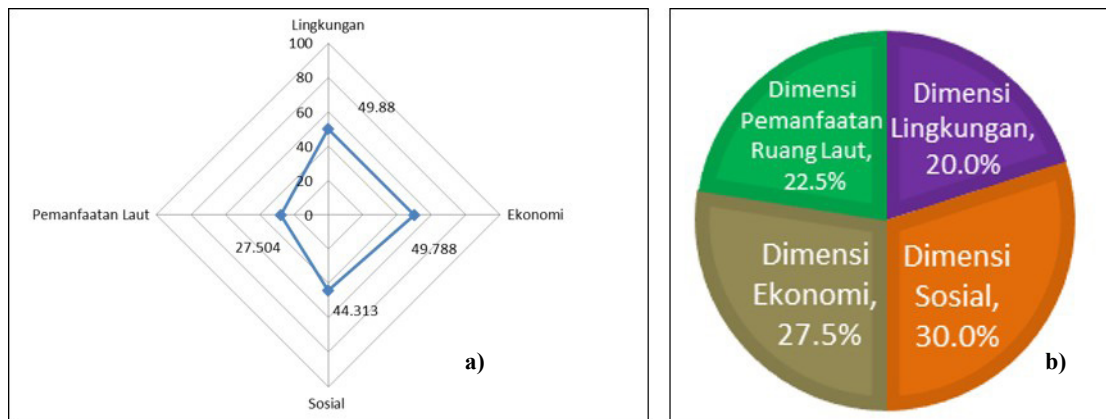 Lingkungan
100
80
60
40
20
0
49.88
Ekonomi
49.788
Pemanfaatan Laut
27.504
44.313
Sosial
a)
Dimensi
Pemanfaatan
Ruang Laut,
22.5%
Dimensi
Lingkungan,
20.0%
Dimensi
Ekonomi,
27.5%
Dimensi
Sosial,
30.0%
b)